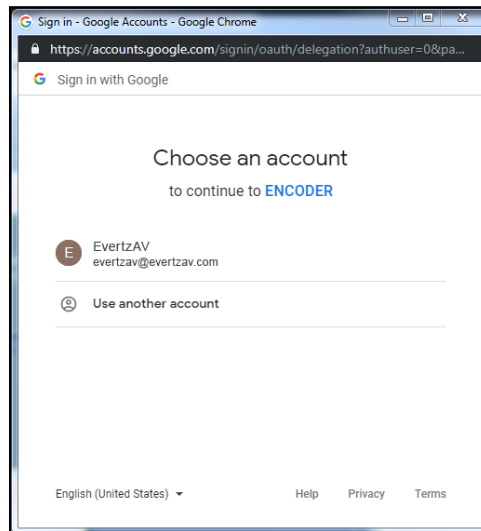 Sign in - Google Accounts - Google Chrome
https://accounts.google.com/signin/oauth/delegation?authuser=0&pa...
G Sign in with Google
Choose an account
to continue to ENCODER
E EvertzAV
evertzav@evertzav.com
Use another account
English (United States) Help Privacy Terms